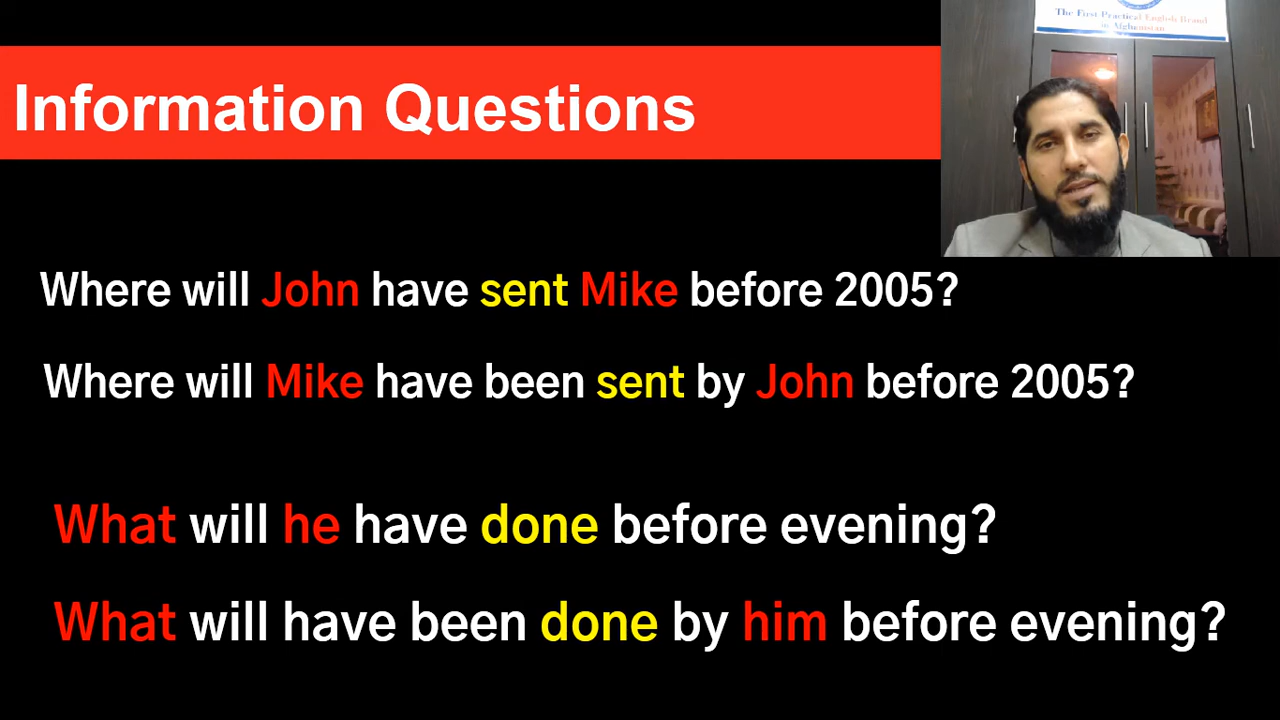 The First Practical English Brand
in Afghanistan
Information Questions
Where will John have sent Mike before 2005?
Where will Mike have been sent by John before 2005?
What will he have done before evening?
What will have been done by him before evening?